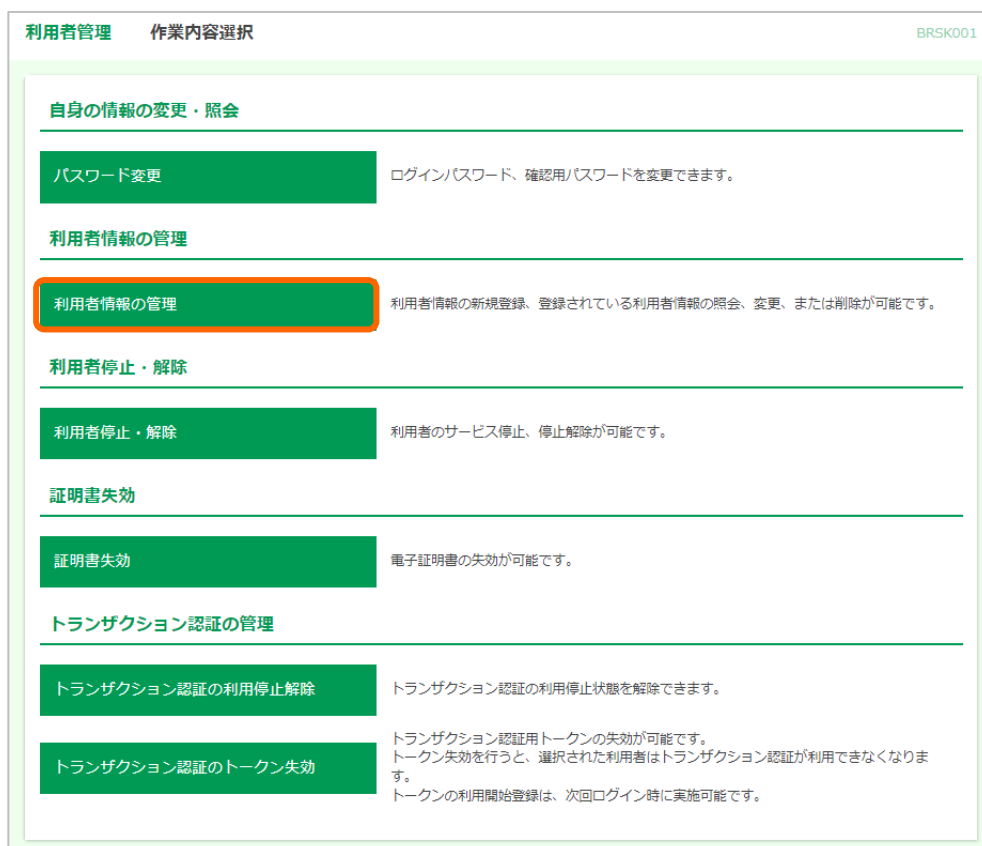 利用者管理 作業内容選択 BRSK001
自身の情報の変更・照会
パスワード変更 ログインパスワード、確認用パスワードを変更できます。
利用者情報の管理
利用者情報の管理 利用者情報の新規登録、登録されている利用者情報の照会、変更、または削除が可能です。
利用者停止・解除
利用者停止・解除 利用者のサービス停止、停止解除が可能です。
証明書失効
証明書失効 電子証明書の失効が可能です。
トランザクション認証の管理
トランザクション認証の利用停止解除 トランザクション認証の利用停止状態を解除できます。
トランザクション認証のトークン失効
トランザクション認証用トークンの失効が可能です。
トークン失効を行うと、選択された利用者はトランザクション認証が利用できなくなりま
す。
トークンの利用開始登録は、次回ログイン時に実施可能です。